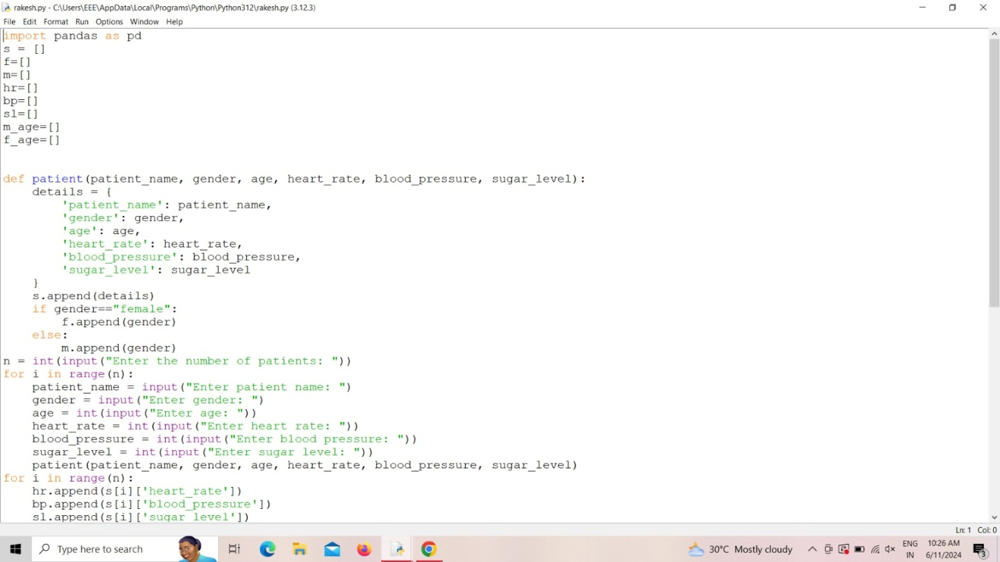 rakesh.py - C:\Users\EEE\AppData\Local\Programs\Python\Python312\rakesh.py (3.12.3)
File Edit Format Run Options Window Help
import pandas as pd
s = []
f=[]
m=[]
hr=[]
bp=[]
sl=[]
m_age=[]
f_age=[]
def patient(patient_name, gender, age, heart_rate, blood_pressure, sugar_level):
    details = {
        'patient_name': patient_name,
        'gender': gender,
        'age': age,
        'heart_rate': heart_rate,
        'blood_pressure': blood_pressure,
        'sugar_level': sugar_level
    }
    s.append(details)
    if gender=="female":
        f.append(gender)
    else:
        m.append(gender)
n = int(input("Enter the number of patients: "))
for i in range(n):
    patient_name = input("Enter patient name: ")
    gender = input("Enter gender: ")
    age = int(input("Enter age: "))
    heart_rate = int(input("Enter heart rate: "))
    blood_pressure = int(input("Enter blood pressure: "))
    sugar_level = int(input("Enter sugar level: "))
    patient(patient_name, gender, age, heart_rate, blood_pressure, sugar_level)
for i in range(n):
    hr.append(s[i]['heart_rate'])
    bp.append(s[i]['blood_pressure'])
    sl.append(s[i]['sugar_level'])
Ln: 1 Col: 0
Type here to search
30°C Mostly cloudy
ENG
IN
10:26 AM
6/11/2024
3